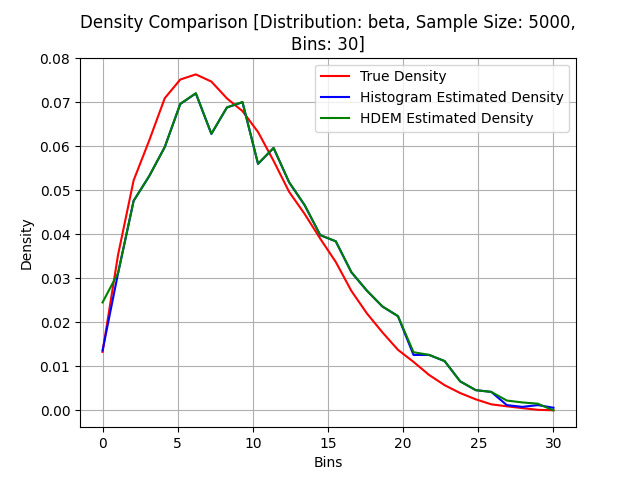 Density Comparison [Distribution: beta, Sample Size: 5000,
Bins: 30]
True Density
Histogram Estimated Density
HDEM Estimated Density
Density
0.08
0.07
0.06
0.05
0.04
0.03
0.02
0.01
0.00
0 5 10 15 20 25 30
Bins